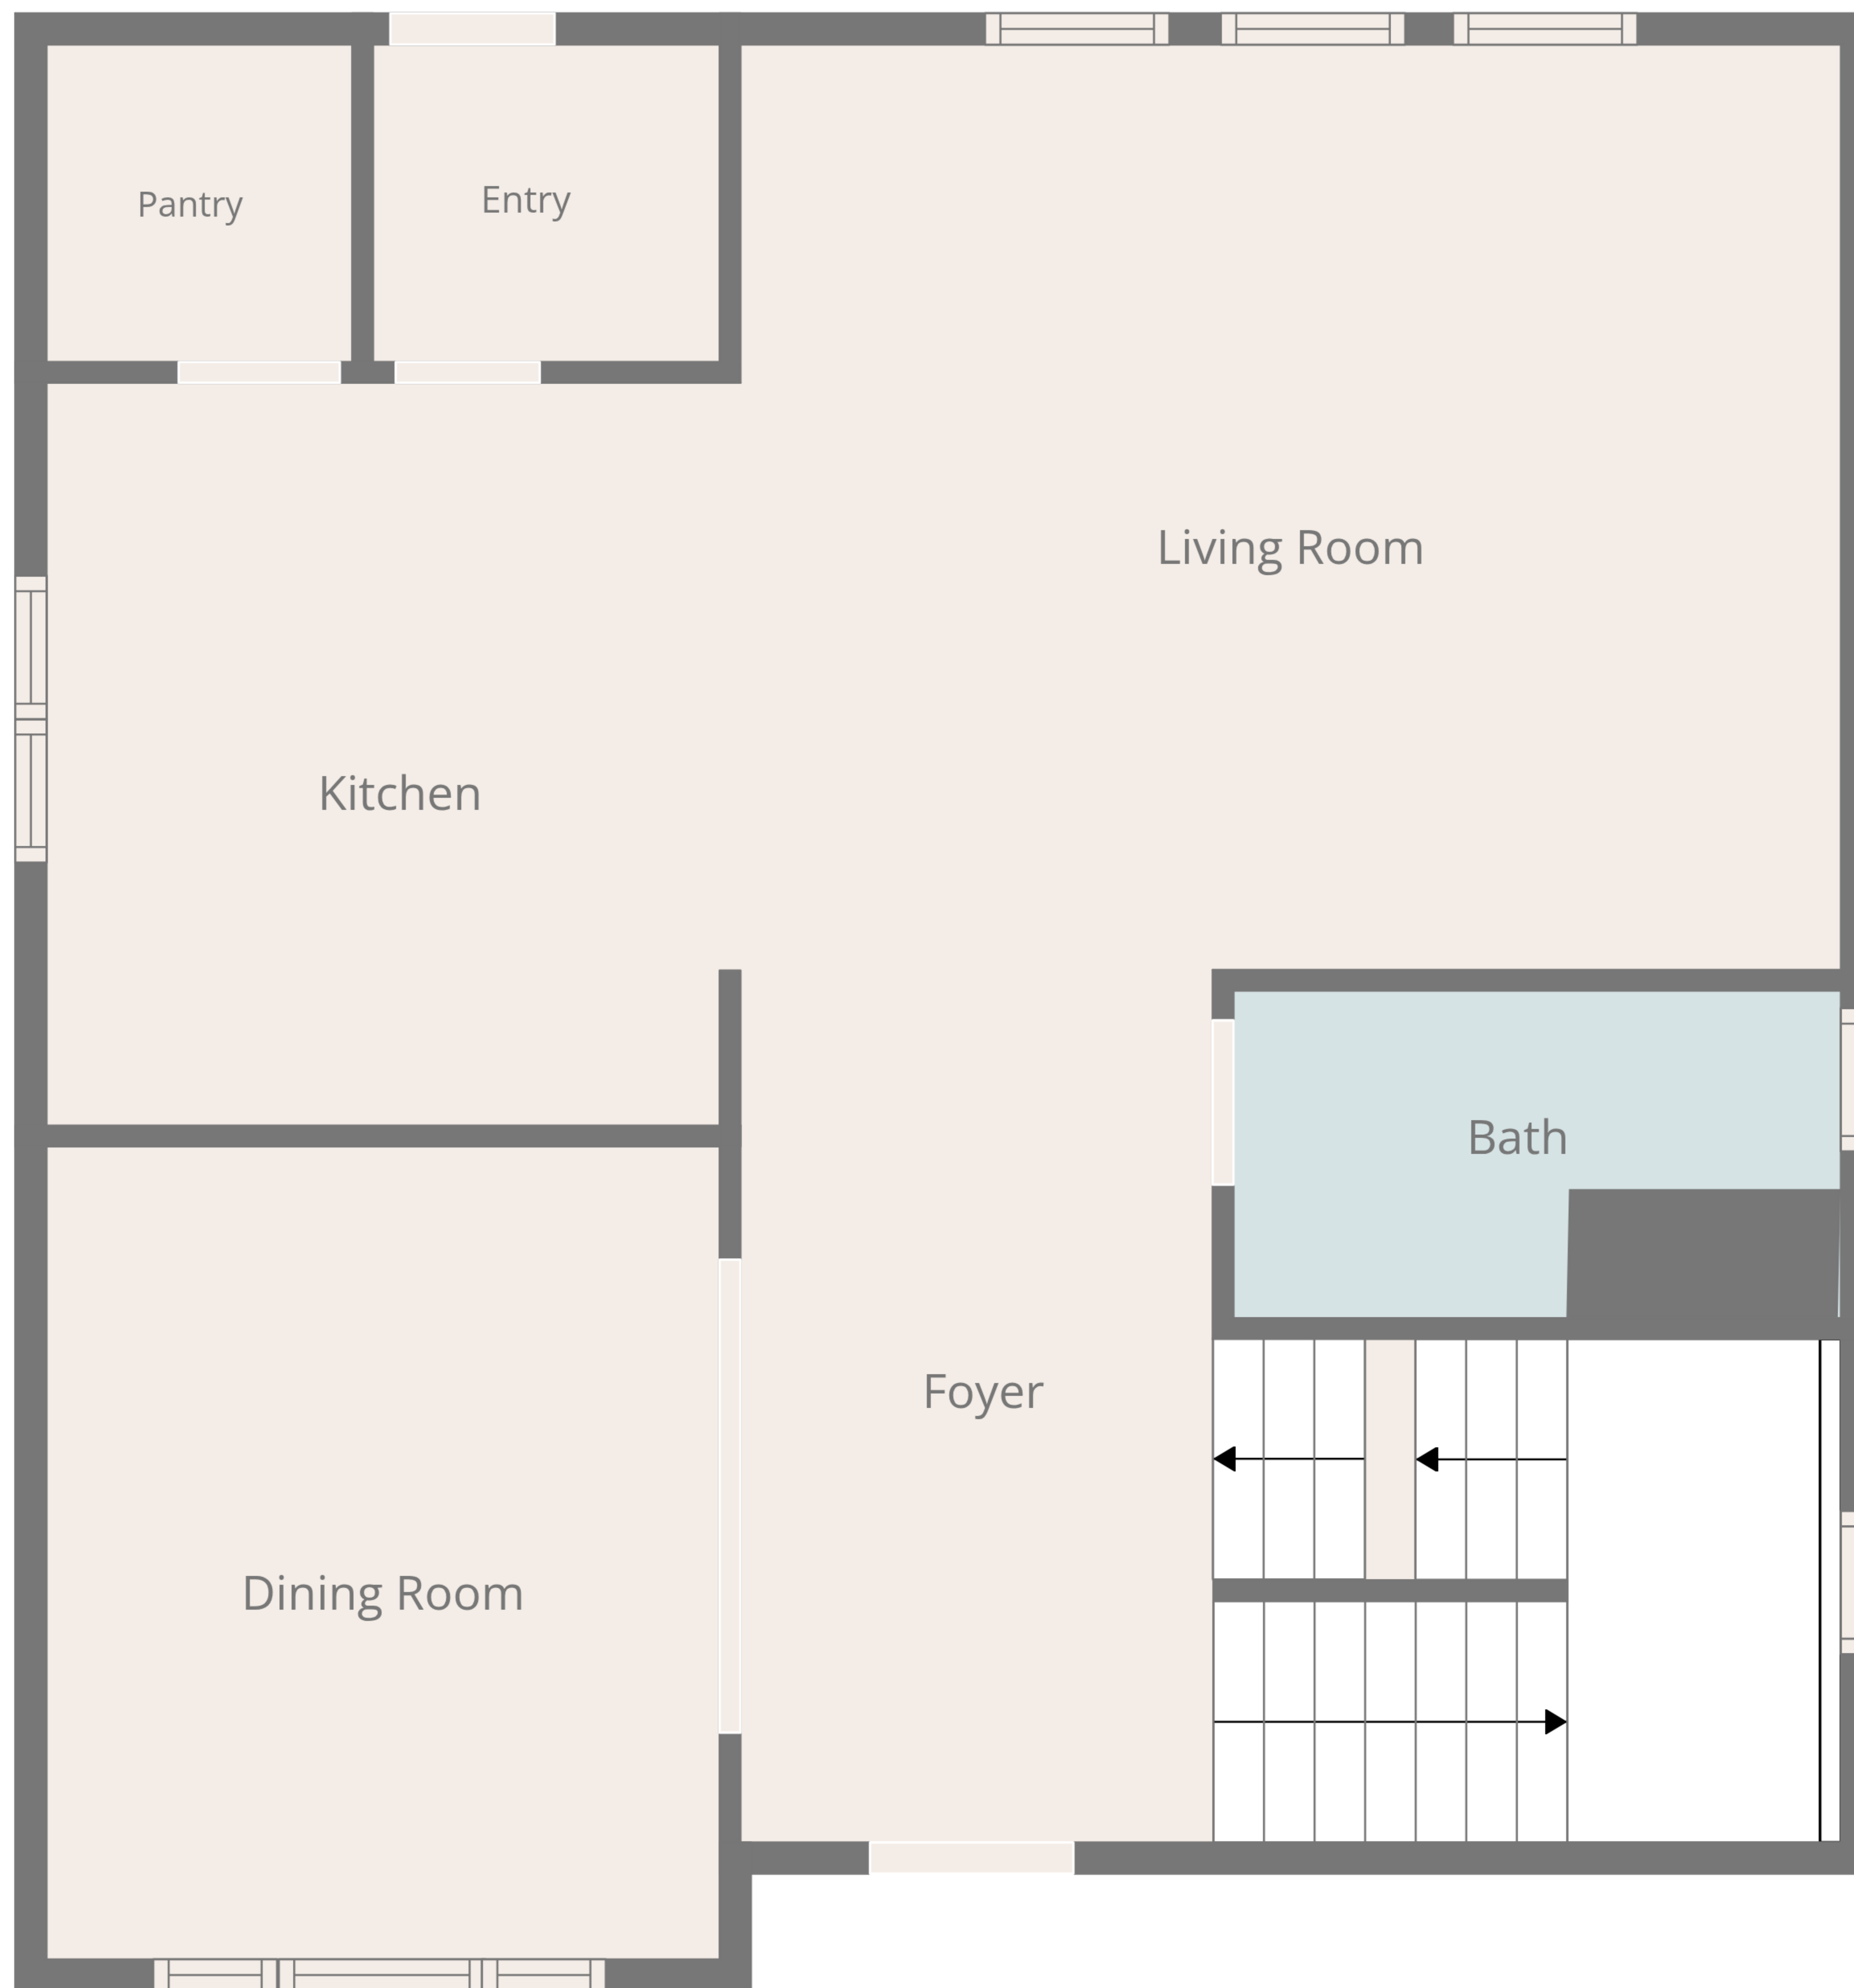 Pantry
Entry
Living Room
Kitchen
Bath
Foyer
Dining Room